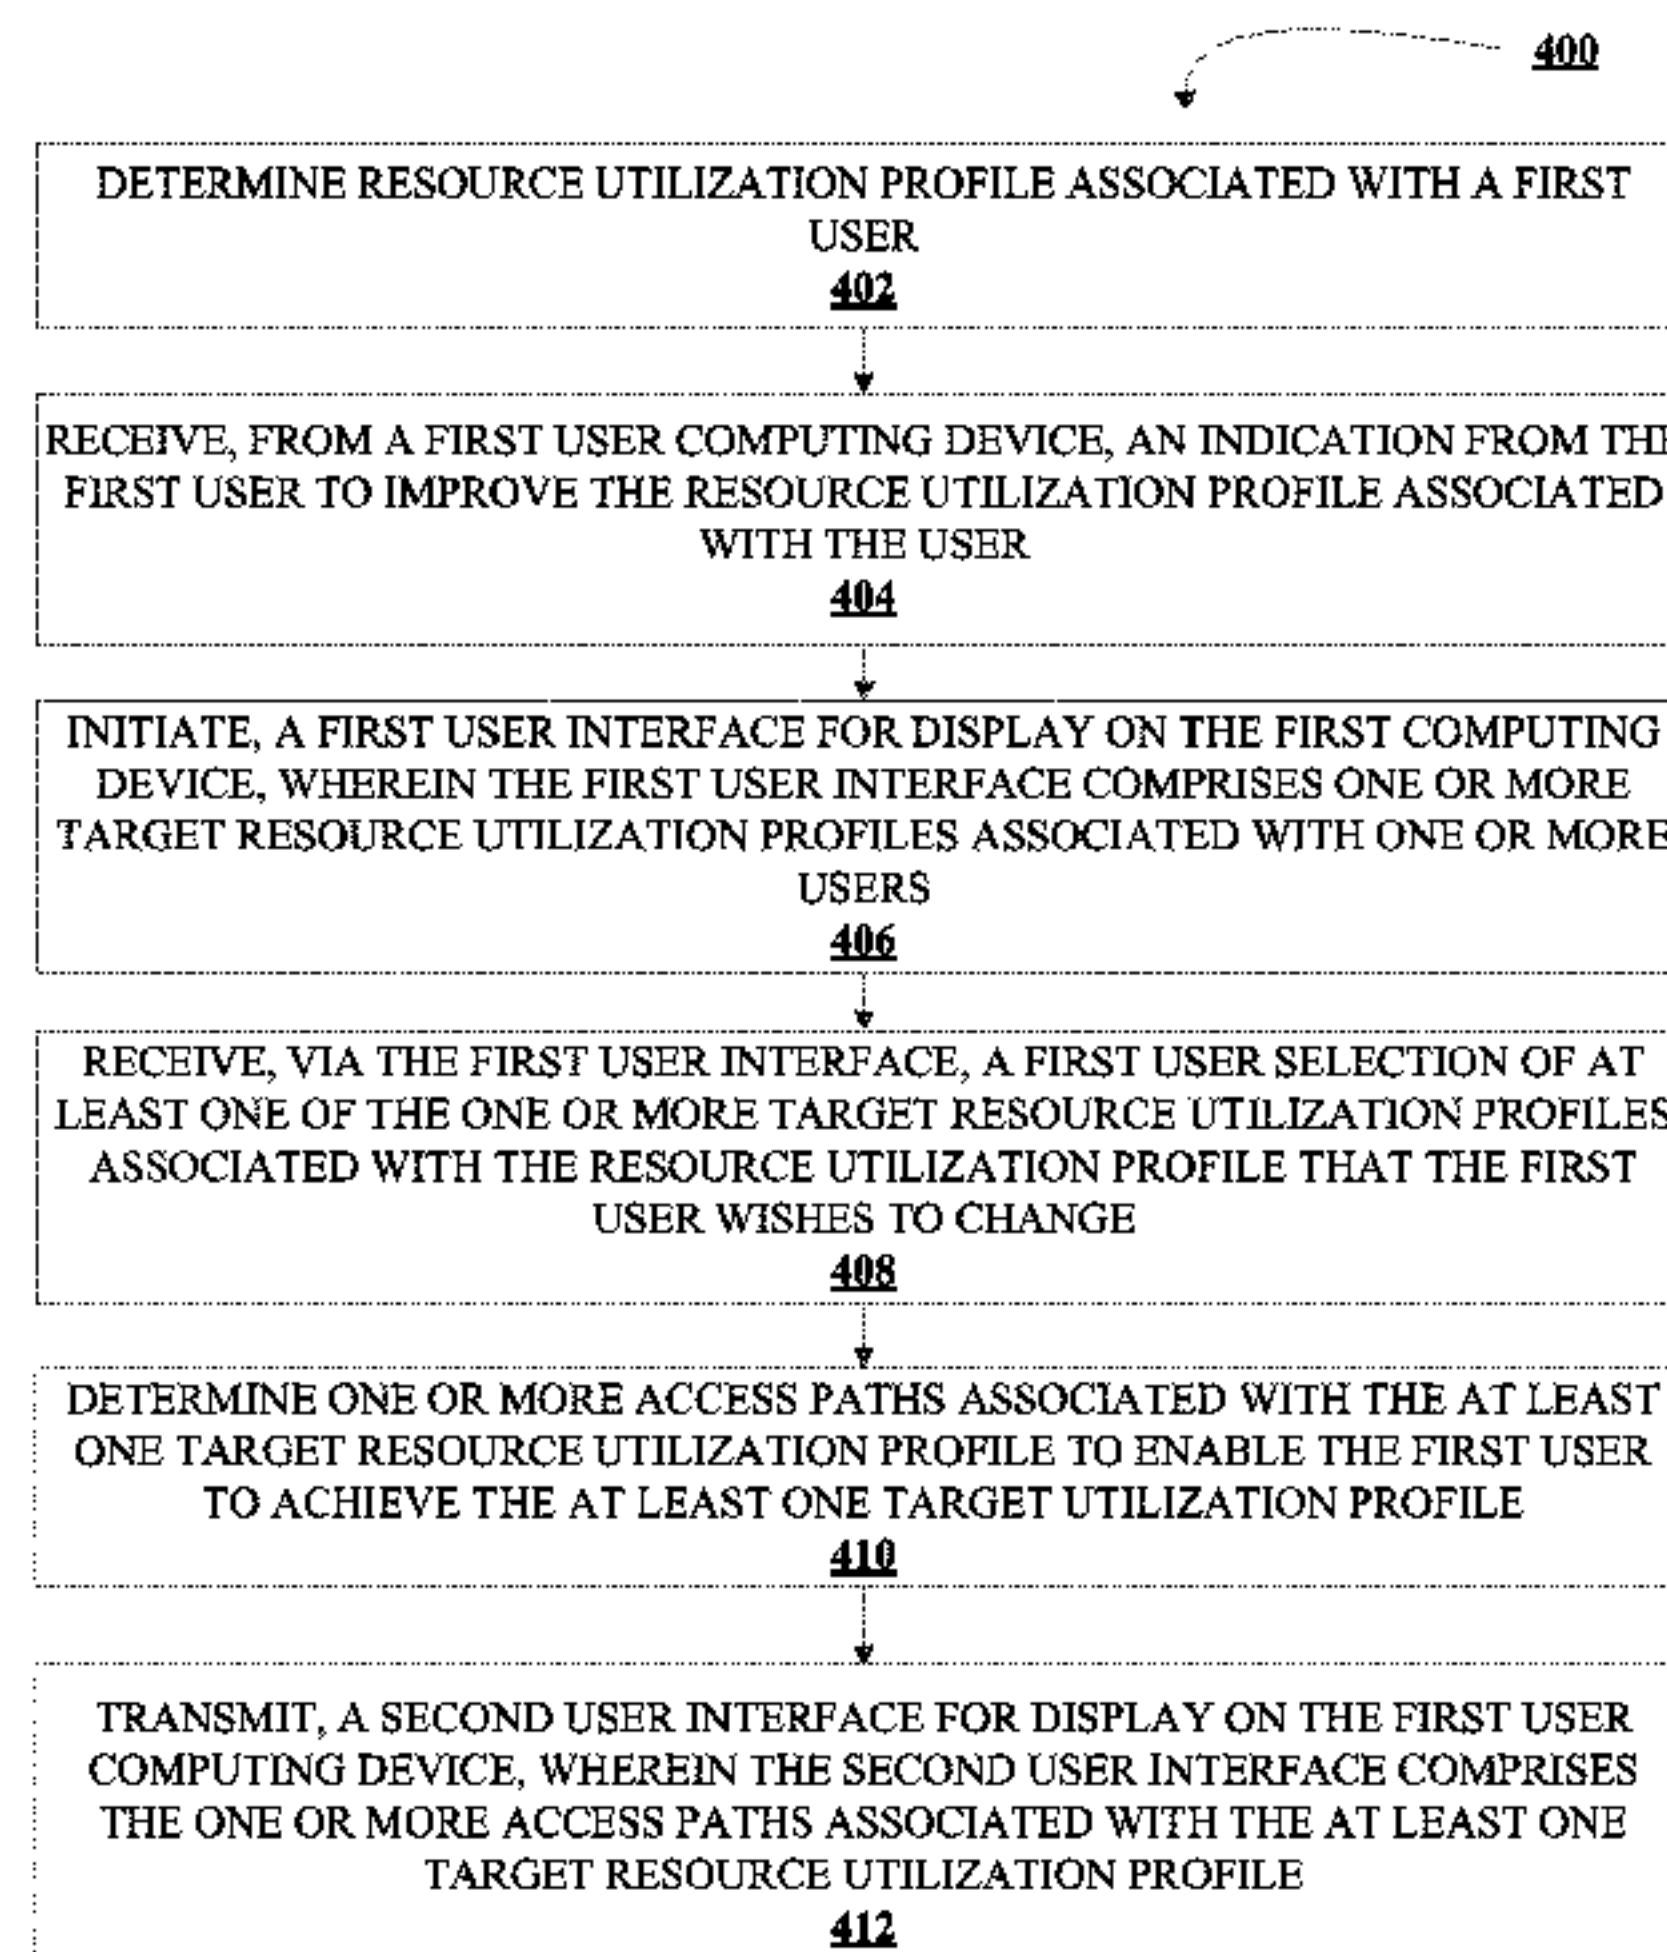 400
DETERMINE RESOURCE UTILIZATION PROFILE ASSOCIATED WITH A FIRST
USER
402
RECEIVE, FROM A FIRST USER COMPUTING DEVICE, AN INDICATION FROM THE
FIRST USER TO IMPROVE THE RESOURCE UTILIZATION PROFILE ASSOCIATED
WITH THE USER
404
INITIATE, A FIRST USER INTERFACE FOR DISPLAY ON THE FIRST COMPUTING
DEVICE, WHEREIN THE FIRST USER INTERFACE COMPRISES ONE OR MORE
TARGET RESOURCE UTILIZATION PROFILES ASSOCIATED WITH ONE OR MORE
USERS
406
RECEIVE, VIA THE FIRST USER INTERFACE, A FIRST USER SELECTION OF AT
LEAST ONE OF THE ONE OR MORE TARGET RESOURCE UTILIZATION PROFILES
ASSOCIATED WITH THE RESOURCE UTILIZATION PROFILE THAT THE FIRST
USER WISHES TO CHANGE
408
DETERMINE ONE OR MORE ACCESS PATHS ASSOCIATED WITH THE AT LEAST
ONE TARGET RESOURCE UTILIZATION PROFILE TO ENABLE THE FIRST USER
TO ACHIEVE THE AT LEAST ONE TARGET UTILIZATION PROFILE
410
TRANSMIT, A SECOND USER INTERFACE FOR DISPLAY ON THE FIRST USER
COMPUTING DEVICE, WHEREIN THE SECOND USER INTERFACE COMPRISES
THE ONE OR MORE ACCESS PATHS ASSOCIATED WITH THE AT LEAST ONE
TARGET RESOURCE UTILIZATION PROFILE
412